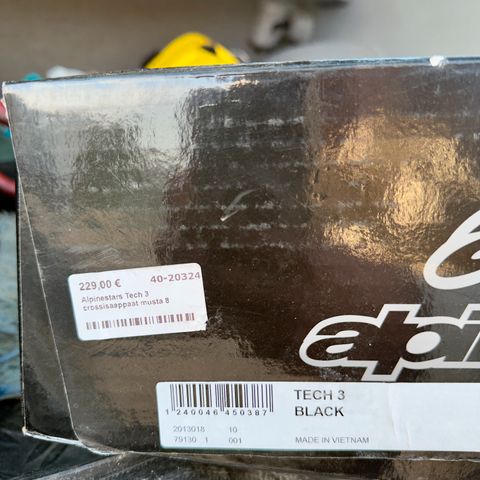 229,00 € 40-20324
Alpinestars Tech 3
crossisaappaat musta 8
alpi
TECH 3
BLACK
1 240046 450387
2013018 10
79130 1 001
MADE IN VIETNAM